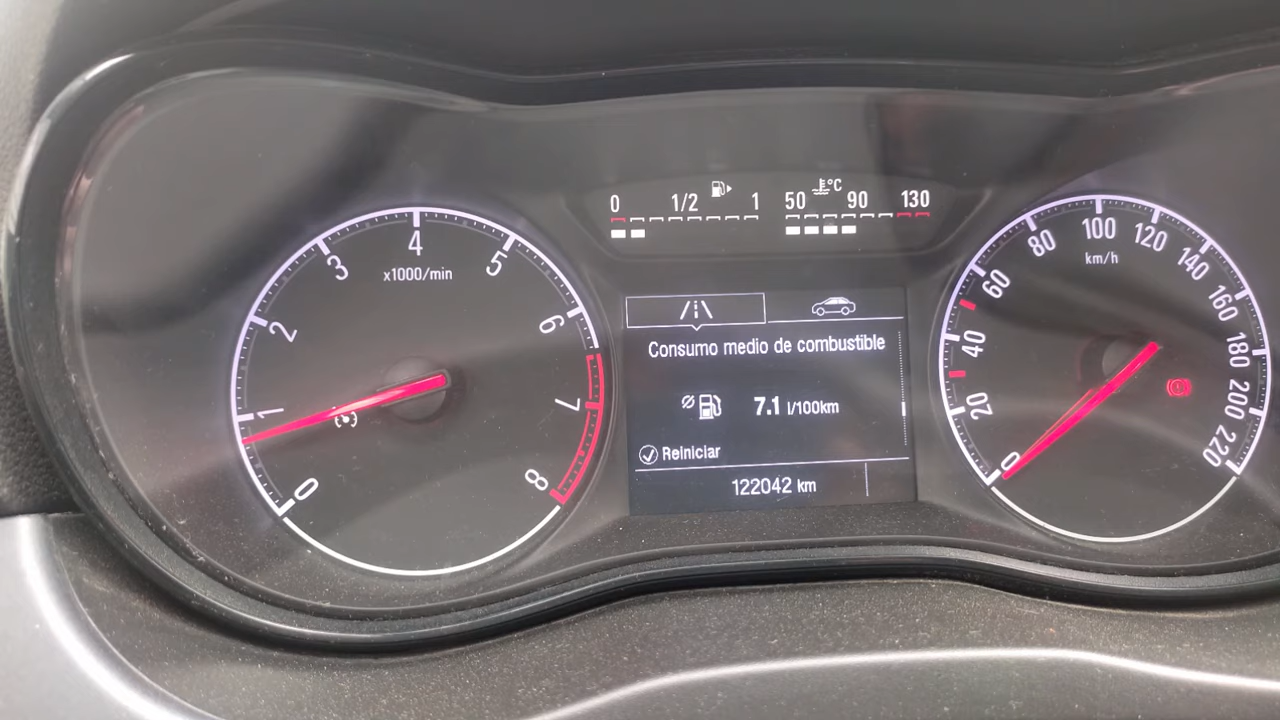 0 1/2 1 50 °C 90 130
0 1 2 3 4 5 6 7 8
x1000/min
Consumo medio de combustible
7.1 l/100km
Reiniciar
122042 km
0 20 40 60 80 100 120 140 160 180 200 220
km/h